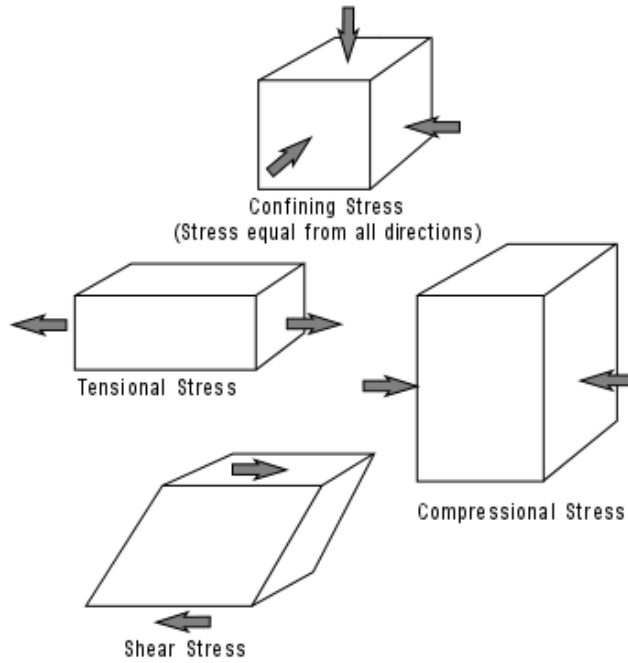 Confining Stress
(Stress equal from all directions)
Tensional Stress
Compressional Stress
Shear Stress